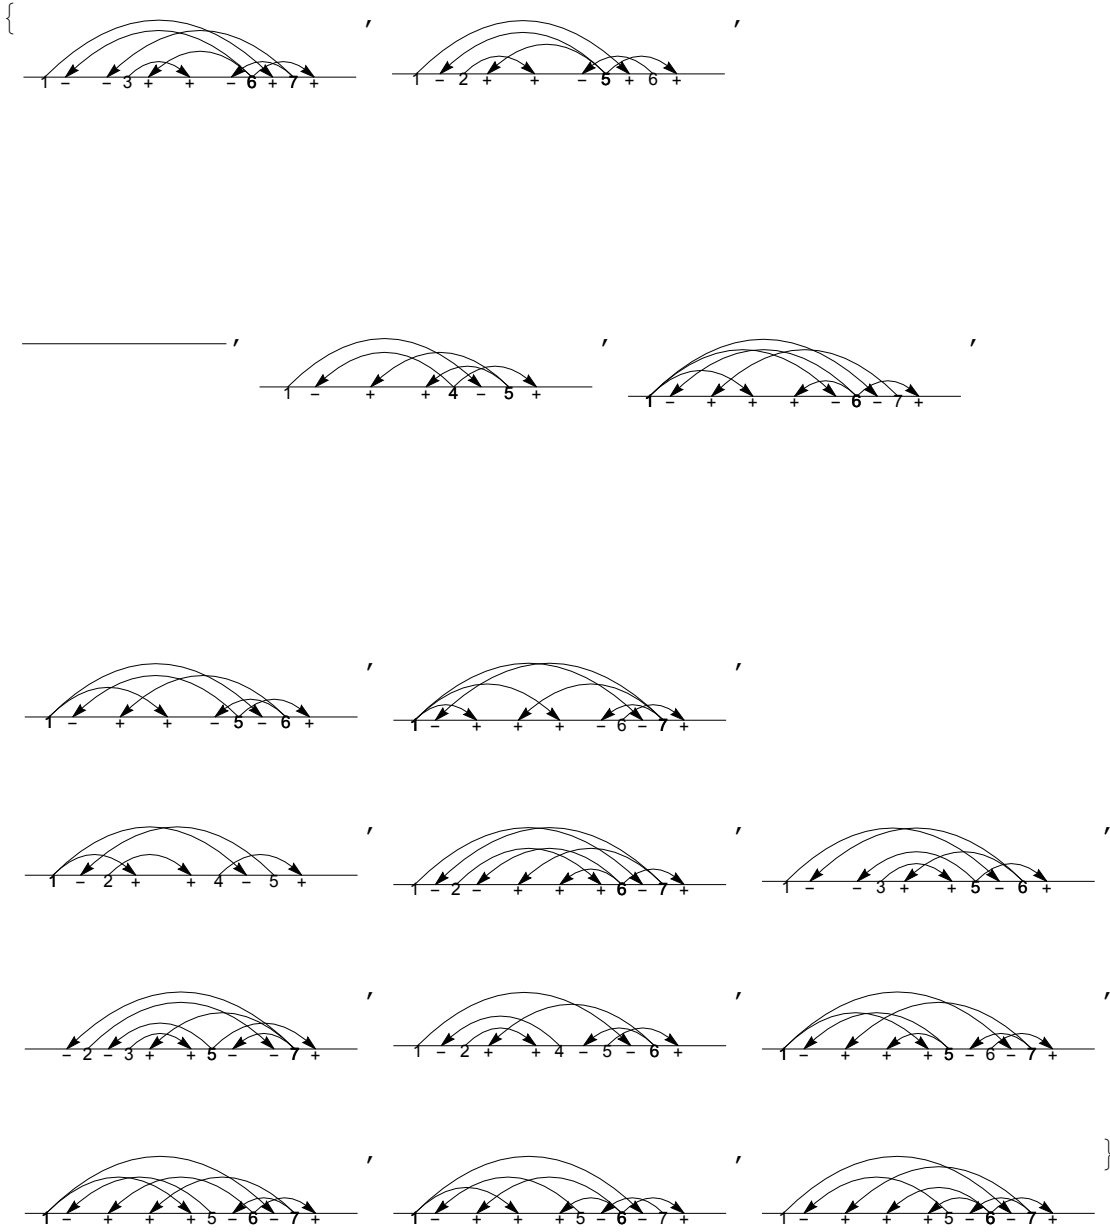 { 1 − − 3 + + − 6 + 7 + , 1 − 2 + + − 5 + 6 + ,
, 1 − + + 4 − 5 + , 1 − + + + − 6 − 7 + ,
1 − + + − 5 − 6 + , 1 − + + + − 6 − 7 + ,
1 − 2 + + 4 − 5 + , 1 − 2 − + + + 6 − 7 + , 1 − − 3 + + 5 − 6 + ,
− 2 − 3 + + 5 − − 7 + , 1 − 2 + + 4 − 5 − 6 + , 1 − + + + 5 − 6 − 7 + ,
1 − + + + 5 − 6 − 7 + , 1 − + + + 5 − 6 − 7 + , 1 − + + + 5 − 6 − 7 + }